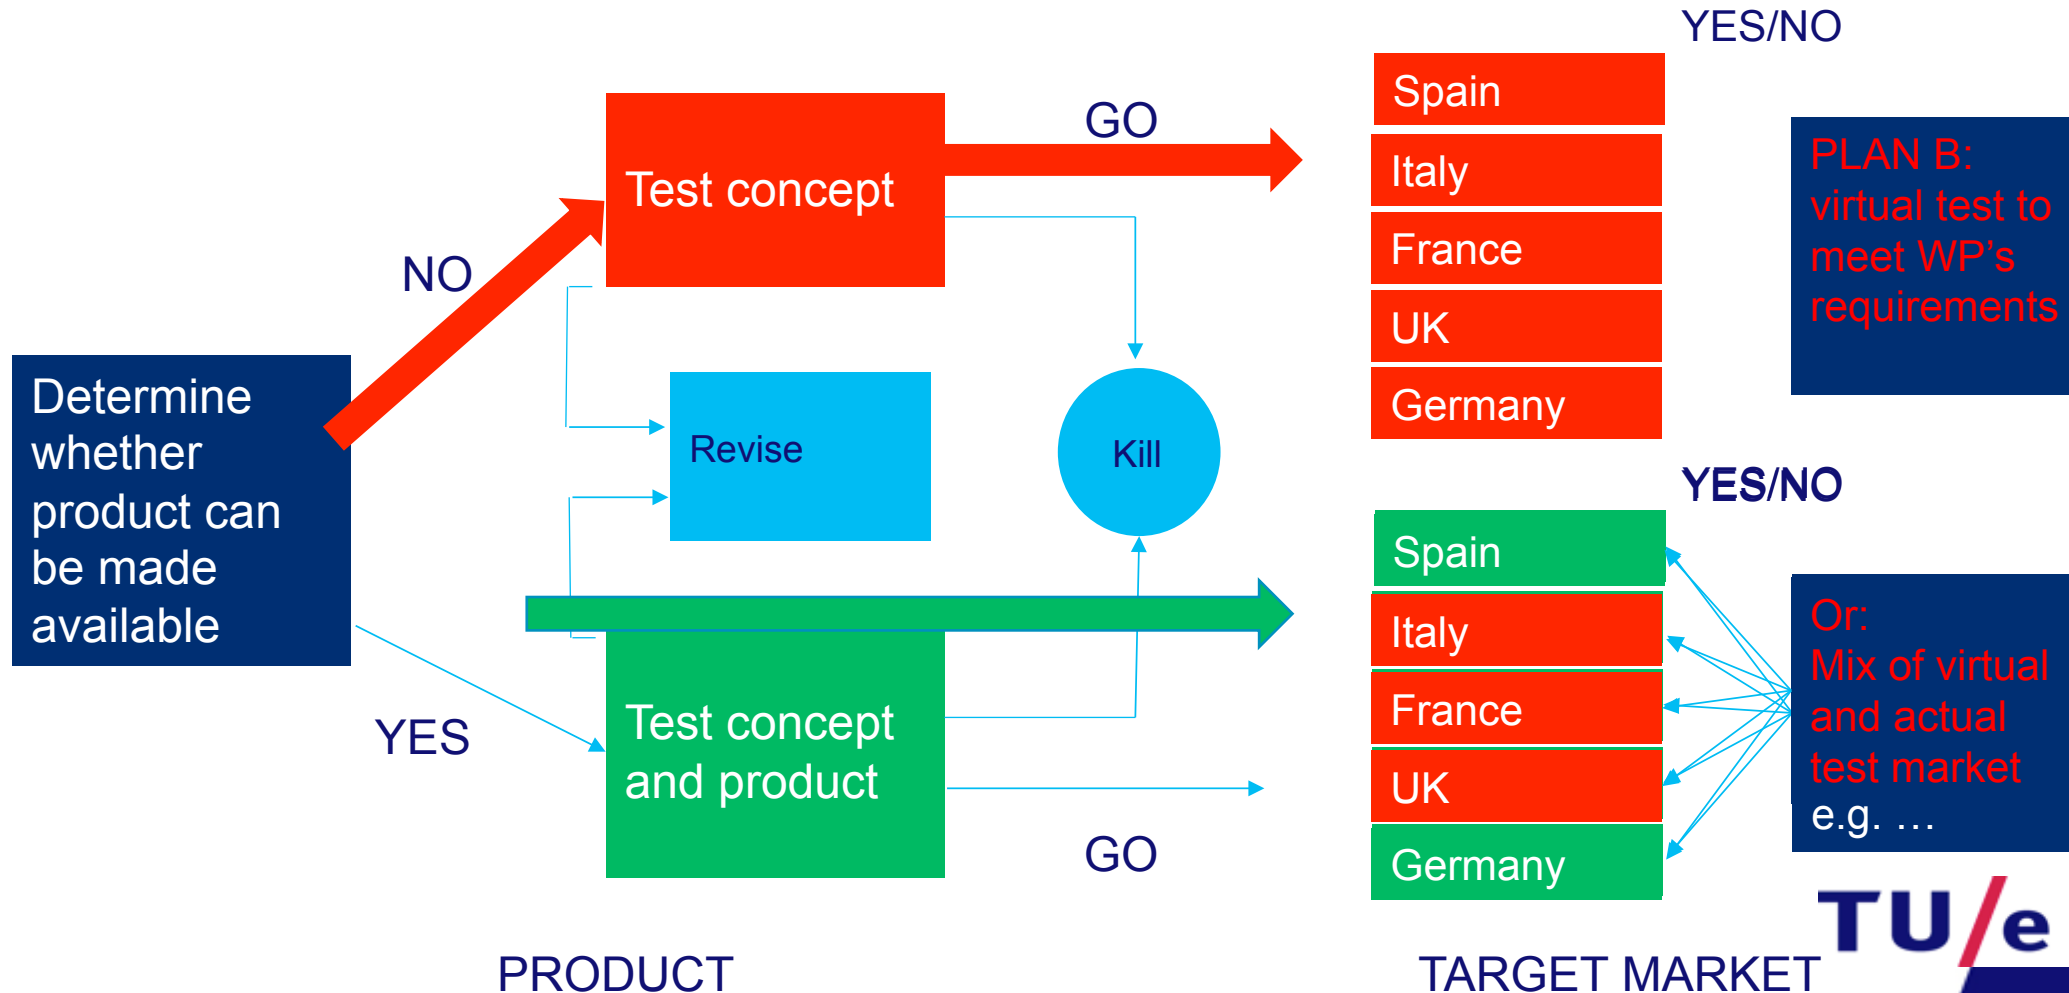 YES/NO
Spain
GO
Test concept
Italy
PLAN B:
virtual test to
meet WP's
requirements
France
NO
UK
Determine
whether
product can
be made
available
Germany
Revise
Kill
YES/NO
Spain
Italy
Or:
Mix of virtual
and actual
test market
e.g. …
France
YES
Test concept
and product
UK
GO
Germany
TU/e
PRODUCT
TARGET MARKET